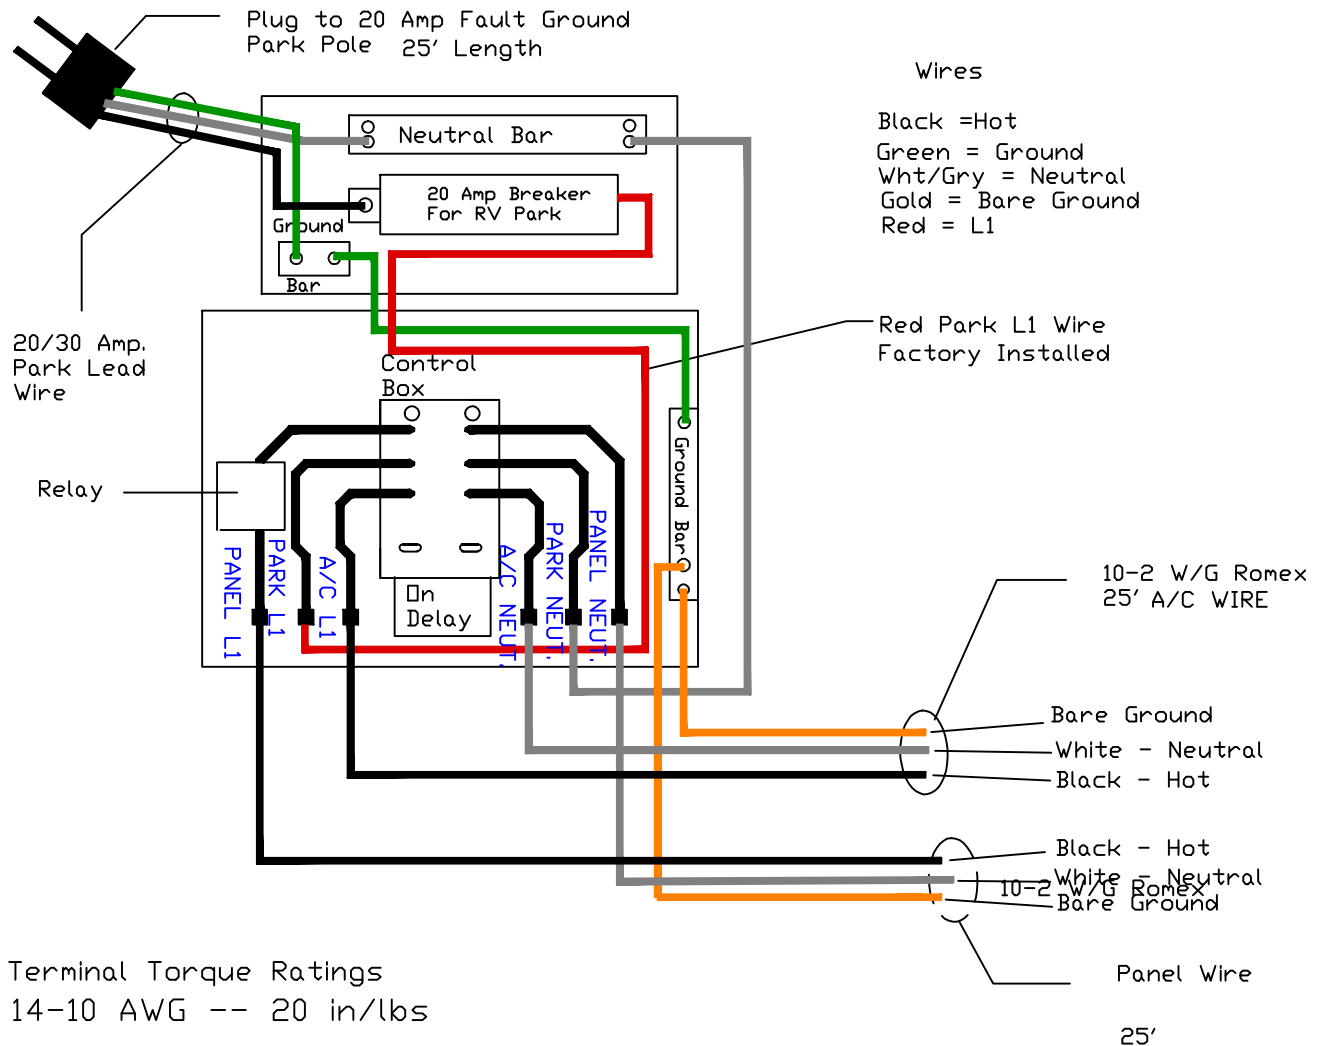 Plug to 20 Amp Fault Ground
Park Pole 25' Length
Wires
Black =Hot
Green = Ground
Wht/Gry = Neutral
Gold = Bare Ground
Red = L1
Neutral Bar
20 Amp Breaker
For RV Park
Ground
Bar
20/30 Amp.
Park Lead
Wire
Red Park L1 Wire
Factory Installed
Control
Box
Ground Bar
Relay
PANEL L1
PARK L1
A/C L1
On
Delay
A/C NEUT.
PARK NEUT.
PANEL NEUT.
10-2 W/G Romex
25' A/C WIRE
Bare Ground
White - Neutral
Black - Hot
Black - Hot
White - Neutral
10-2 W/G Romex
Bare Ground
Panel Wire
25'
Terminal Torque Ratings
14-10 AWG -- 20 in/lbs